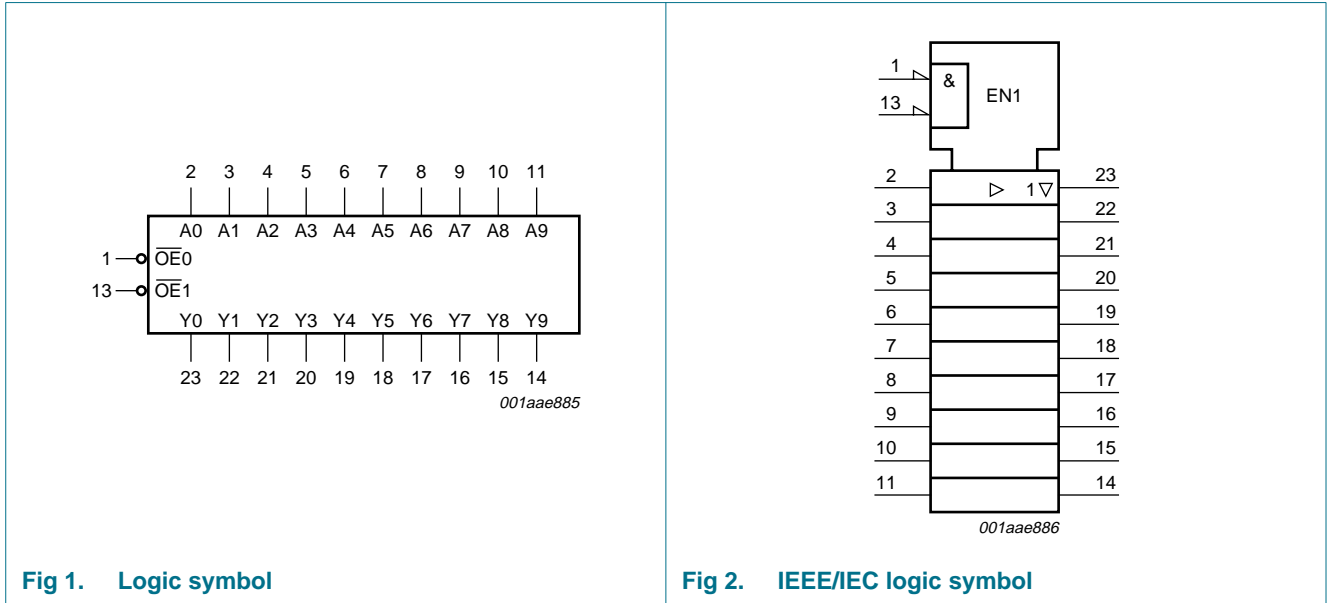 2 3 4 5 6 7 8 9 10 11
A0 A1 A2 A3 A4 A5 A6 A7 A8 A9
1 O̅E̅0
13 O̅E̅1
Y0 Y1 Y2 Y3 Y4 Y5 Y6 Y7 Y8 Y9
23 22 21 20 19 18 17 16 15 14
001aae885
Fig 1. Logic symbol
1
&
EN1
13
2 1 23
3 22
4 21
5 20
6 19
7 18
8 17
9 16
10 15
11 14
001aae886
Fig 2. IEEE/IEC logic symbol